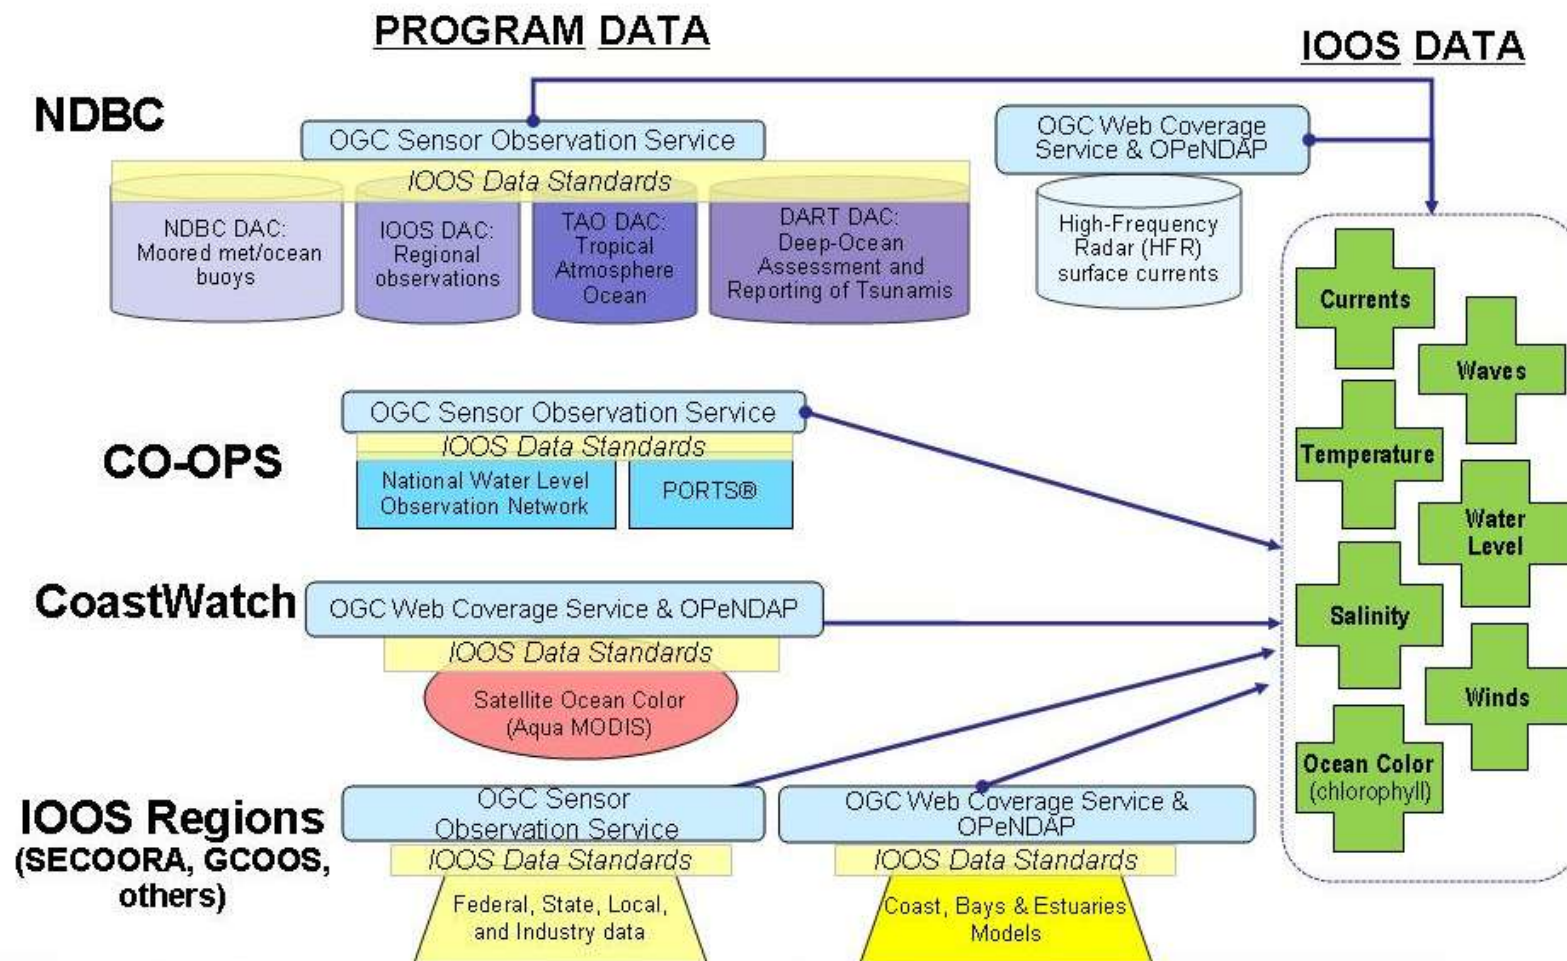 PROGRAM DATA
IOOS DATA
NDBC
OGC Sensor Observation Service
IOOS Data Standards
NDBC DAC:
Moored met/ocean
buoys
IOOS DAC:
Regional
observations
TAO DAC:
Tropical
Atmosphere
Ocean
DART DAC:
Deep-Ocean
Assessment and
Reporting of Tsunamis
OGC Web Coverage
Service & OPeNDAP
High-Frequency
Radar (HFR)
surface currents
CO-OPS
OGC Sensor Observation Service
IOOS Data Standards
National Water Level
Observation Network
PORTS®
CoastWatch
OGC Web Coverage Service & OPeNDAP
IOOS Data Standards
Satellite Ocean Color
(Aqua MODIS)
IOOS Regions
(SECOORA, GCOOS,
others)
OGC Sensor
Observation Service
IOOS Data Standards
Federal, State, Local,
and Industry data
OGC Web Coverage Service &
OPeNDAP
IOOS Data Standards
Coast, Bays & Estuaries
Models
Currents
Waves
Temperature
Water
Level
Salinity
Winds
Ocean Color
(chlorophyll)